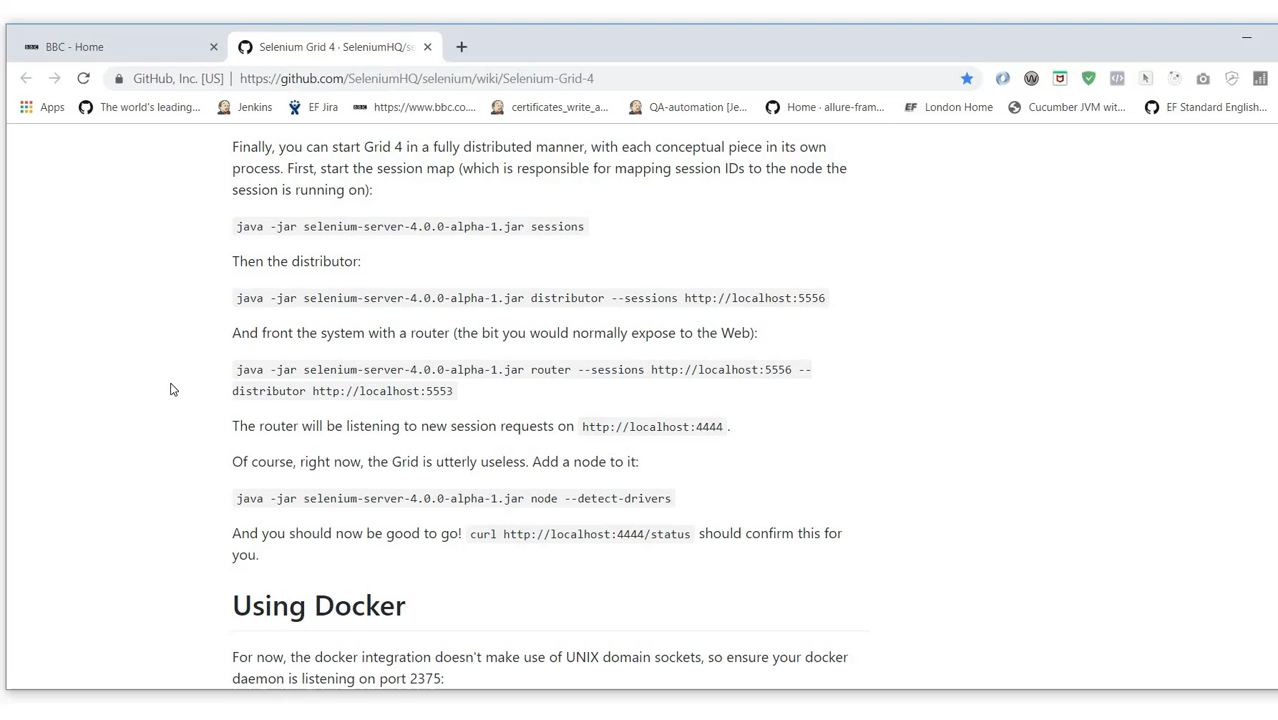 BBC - Home
Selenium Grid 4 · SeleniumHQ/se
GitHub, Inc. [US] | https://github.com/SeleniumHQ/selenium/wiki/Selenium-Grid-4
Apps The world's leading... Jenkins EF Jira BBC https://www.bbc.co.... certificates_write_a... QA-automation [Je... Home · allure-fram... EF London Home Cucumber JVM wit... EF Standard English...
Finally, you can start Grid 4 in a fully distributed manner, with each conceptual piece in its own
process. First, start the session map (which is responsible for mapping session IDs to the node the
session is running on):
java -jar selenium-server-4.0.0-alpha-1.jar sessions
Then the distributor:
java -jar selenium-server-4.0.0-alpha-1.jar distributor --sessions http://localhost:5556
And front the system with a router (the bit you would normally expose to the Web):
java -jar selenium-server-4.0.0-alpha-1.jar router --sessions http://localhost:5556 --
distributor http://localhost:5553
The router will be listening to new session requests on http://localhost:4444 .
Of course, right now, the Grid is utterly useless. Add a node to it:
java -jar selenium-server-4.0.0-alpha-1.jar node --detect-drivers
And you should now be good to go! curl http://localhost:4444/status should confirm this for
you.
Using Docker
For now, the docker integration doesn't make use of UNIX domain sockets, so ensure your docker
daemon is listening on port 2375: